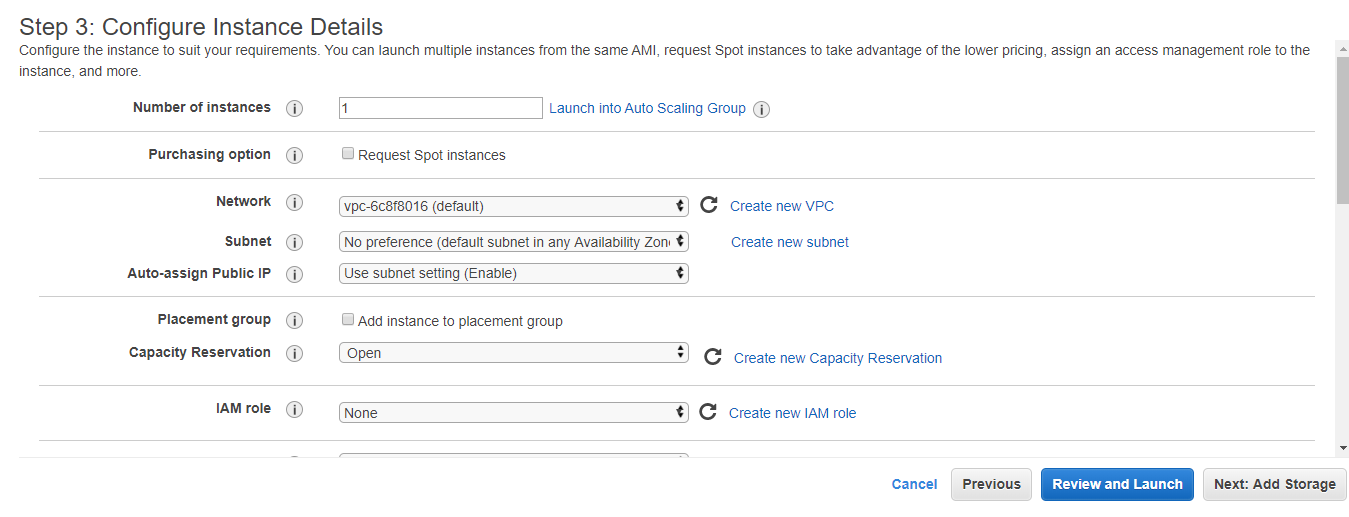 Step 3: Configure Instance Details
Configure the instance to suit your requirements. You can launch multiple instances from the same AMI, request Spot instances to take advantage of the lower pricing, assign an access management role to the
instance, and more.
Number of instances i 1 Launch into Auto Scaling Group i
Purchasing option i Request Spot instances
Network i vpc-6c8f8016 (default) Create new VPC
Subnet i No preference (default subnet in any Availability Zon Create new subnet
Auto-assign Public IP i Use subnet setting (Enable)
Placement group i Add instance to placement group
Capacity Reservation i Open Create new Capacity Reservation
IAM role i None Create new IAM role
Cancel Previous Review and Launch Next: Add Storage